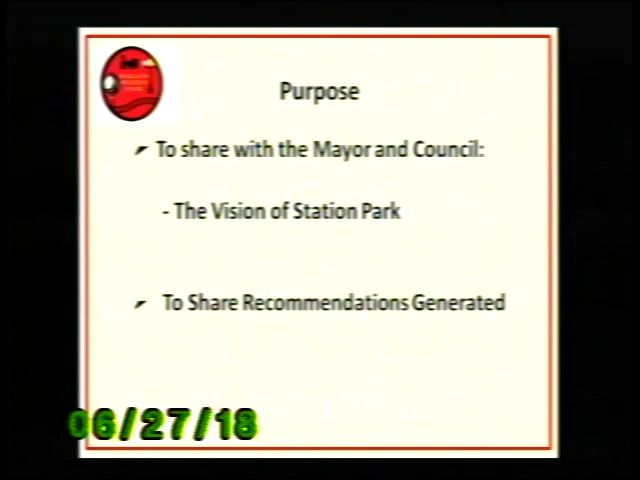 Purpose
To share with the Mayor and Council:
- The Vision of Station Park
To Share Recommendations Generated
06/27/18